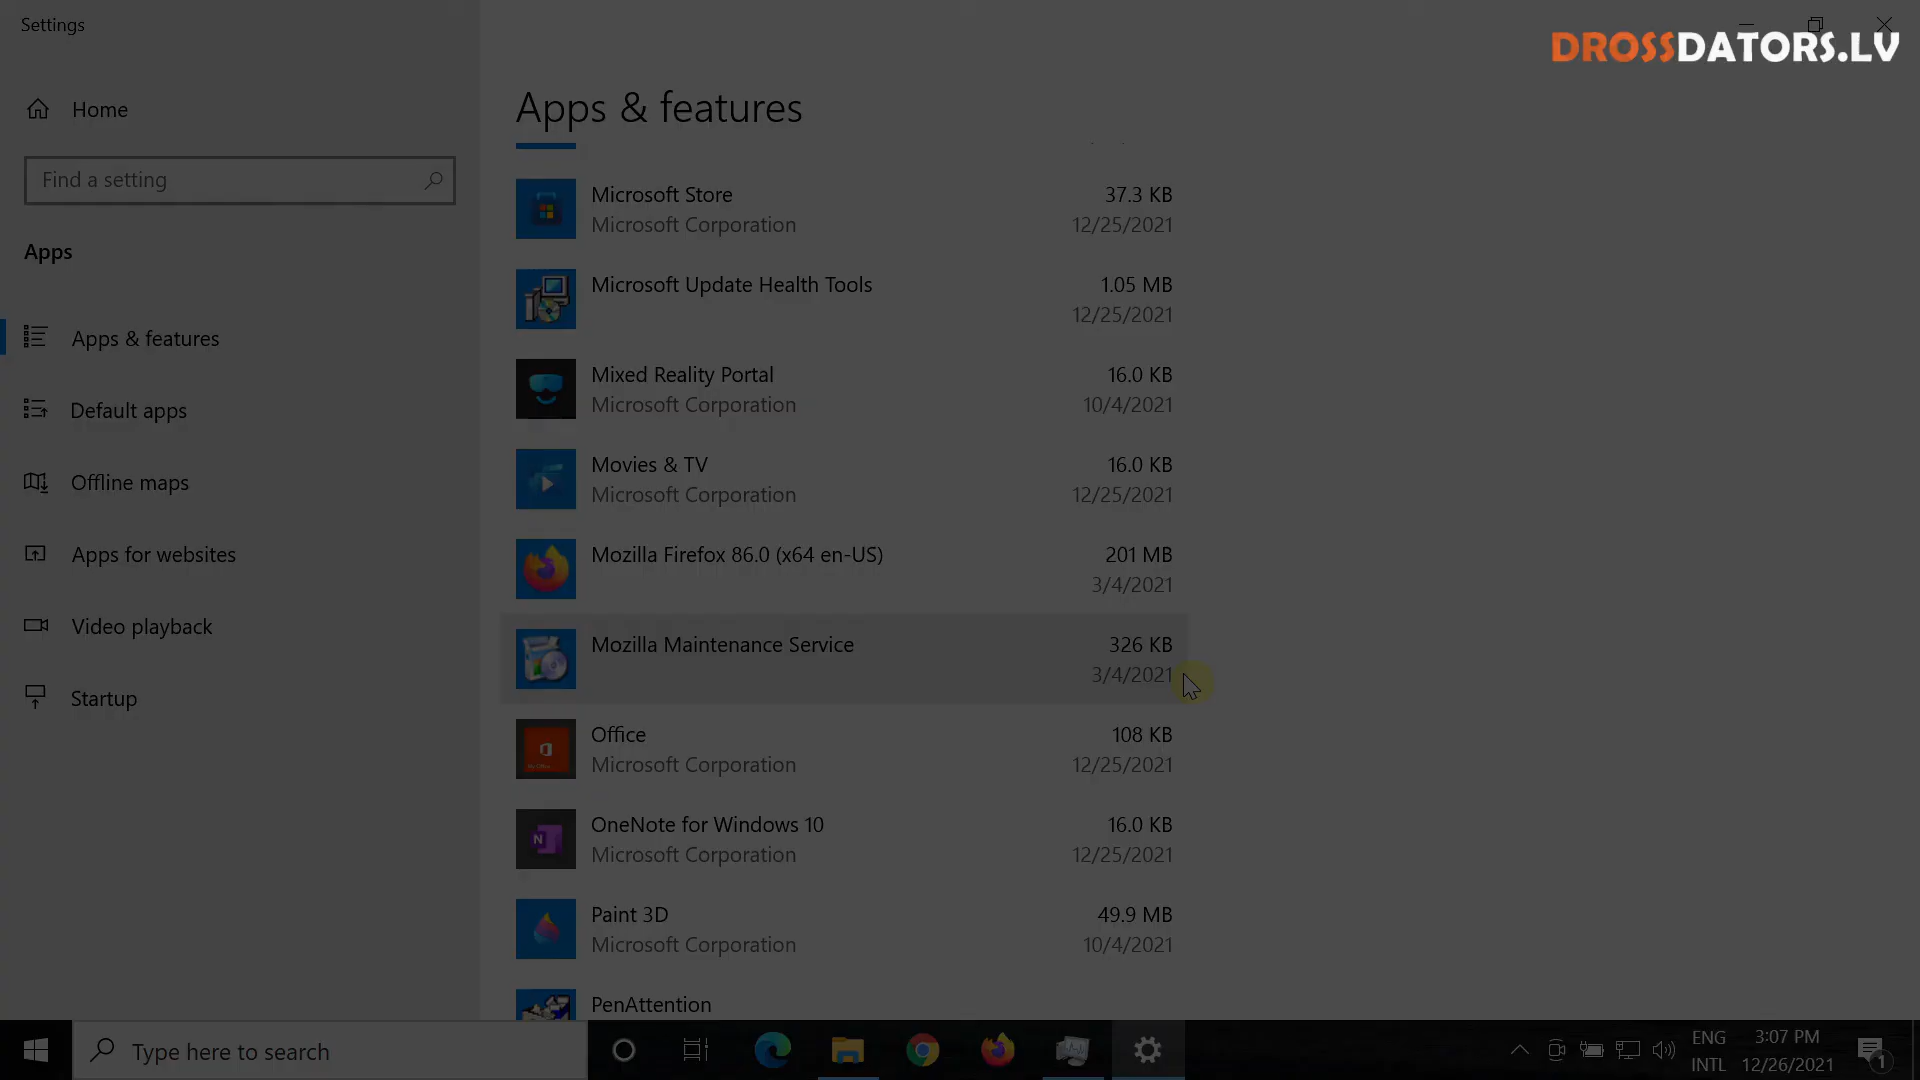 Settings
DROSSDATORS.LV
Home
Find a setting
Apps
Apps & features
Default apps
Offline maps
Apps for websites
Video playback
Startup
Apps & features
Microsoft Store 37.3 KB
Microsoft Corporation 12/25/2021
Microsoft Update Health Tools 1.05 MB
12/25/2021
Mixed Reality Portal 16.0 KB
Microsoft Corporation 10/4/2021
Movies & TV 16.0 KB
Microsoft Corporation 12/25/2021
Mozilla Firefox 86.0 (x64 en-US) 201 MB
3/4/2021
Mozilla Maintenance Service 326 KB
3/4/2021
Office 108 KB
Microsoft Corporation 12/25/2021
OneNote for Windows 10 16.0 KB
Microsoft Corporation 12/25/2021
Paint 3D 49.9 MB
Microsoft Corporation 10/4/2021
PenAttention
Type here to search
ENG 3:07 PM
INTL 12/26/2021
1